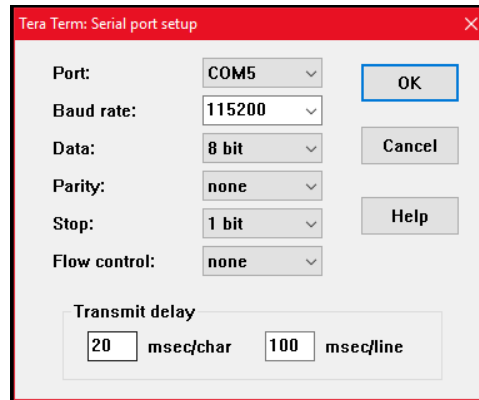 Tera Term: Serial port setup
Port: COM5
OK
Baud rate: 115200
Data: 8 bit
Cancel
Parity: none
Stop: 1 bit
Help
Flow control: none
Transmit delay
20 msec/char 100 msec/line